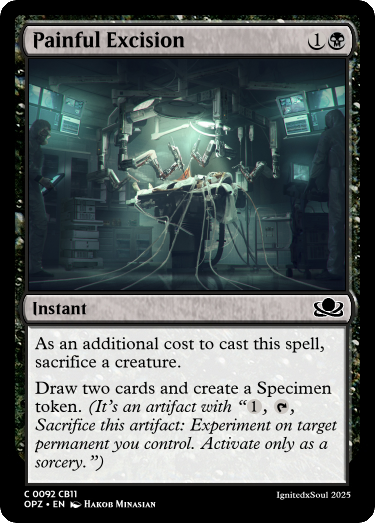 Painful Excision 1
Instant
As an additional cost to cast this spell,
sacrifice a creature.
Draw two cards and create a Specimen
token. (It's an artifact with “1, ,
Sacrifice this artifact: Experiment on target
permanent you control. Activate only as a
sorcery.”)
C 0092 CB11
OPZ • EN Hakob Minasian
IgnitedxSoul 2025